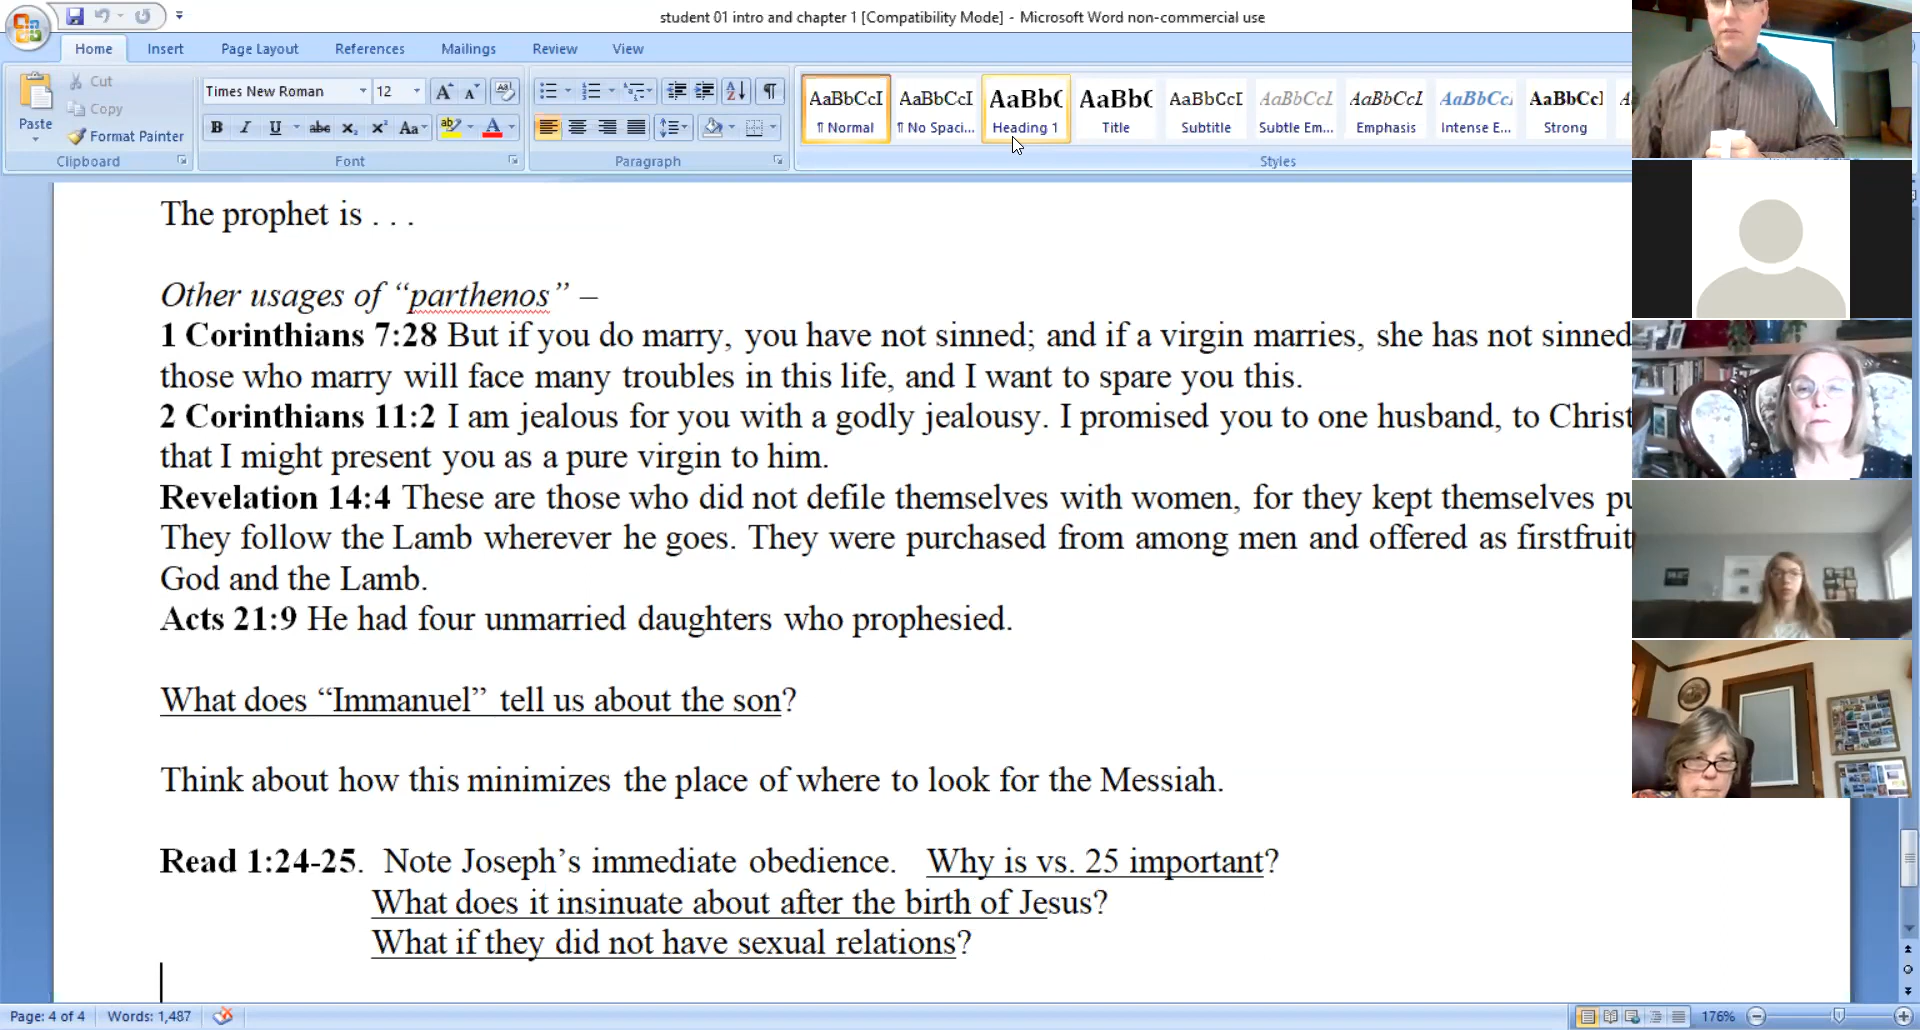 student 01 intro and chapter 1 [Compatibility Mode] - Microsoft Word non-commercial use
Home Insert Page Layout References Mailings Review View
Paste
Cut
Copy
Format Painter
Clipboard
Times New Roman 12
Font
Paragraph
AaBbCcI AaBbCcI AaBbC AaBbC AaBbCcI AaBbCcI AaBbCcI AaBbCcI AaBbCcI
¶ Normal ¶ No Spaci... Heading 1 Title Subtitle Subtle Em... Emphasis Intense E... Strong
Styles
The prophet is . . .
Other usages of “parthenos” –
1 Corinthians 7:28 But if you do marry, you have not sinned; and if a virgin marries, she has not sinned
those who marry will face many troubles in this life, and I want to spare you this.
2 Corinthians 11:2 I am jealous for you with a godly jealousy. I promised you to one husband, to Christ
that I might present you as a pure virgin to him.
Revelation 14:4 These are those who did not defile themselves with women, for they kept themselves
They follow the Lamb wherever he goes. They were purchased from among men and offered as firstfruit
God and the Lamb.
Acts 21:9 He had four unmarried daughters who prophesied.
What does “Immanuel” tell us about the son?
Think about how this minimizes the place of where to look for the Messiah.
Read 1:24-25. Note Joseph’s immediate obedience. Why is vs. 25 important?
What does it insinuate about after the birth of Jesus?
What if they did not have sexual relations?
Page: 4 of 4 Words: 1,487 176%